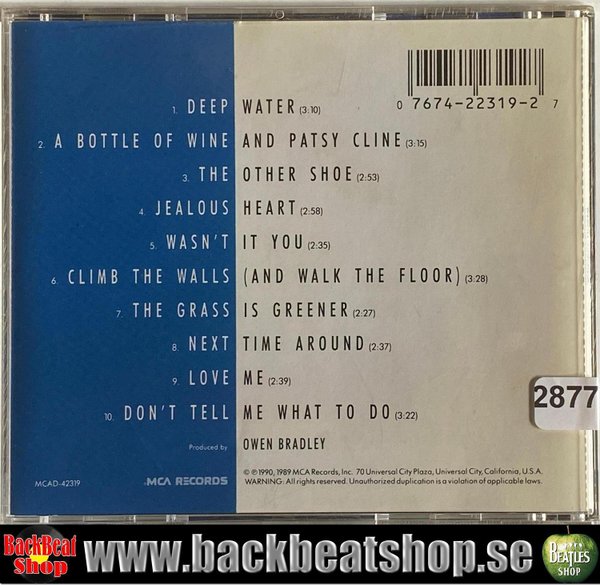 0 7674-22319-2 7
1. DEEP WATER (3:10)
2. A BOTTLE OF WINE AND PATSY CLINE (3:15)
3. THE OTHER SHOE (2:53)
4. JEALOUS HEART (2:58)
5. WASN'T IT YOU (2:35)
6. CLIMB THE WALLS (AND WALK THE FLOOR) (3:28)
7. THE GRASS IS GREENER (2:27)
8. NEXT TIME AROUND (2:37)
9. LOVE ME (2:39)
2877
10. DON'T TELL ME WHAT TO DO (3:22)
Produced by OWEN BRADLEY
© ℗ 1990, 1989 MCA Records, Inc. 70 Universal City Plaza, Universal City, California, U.S.A.
WARNING: All rights reserved. Unauthorized duplication is a violation of applicable laws.
MCAD-42319 MCA RECORDS
BackBeat
Shop
www.backbeatshop.se
BEATLES
SHOP